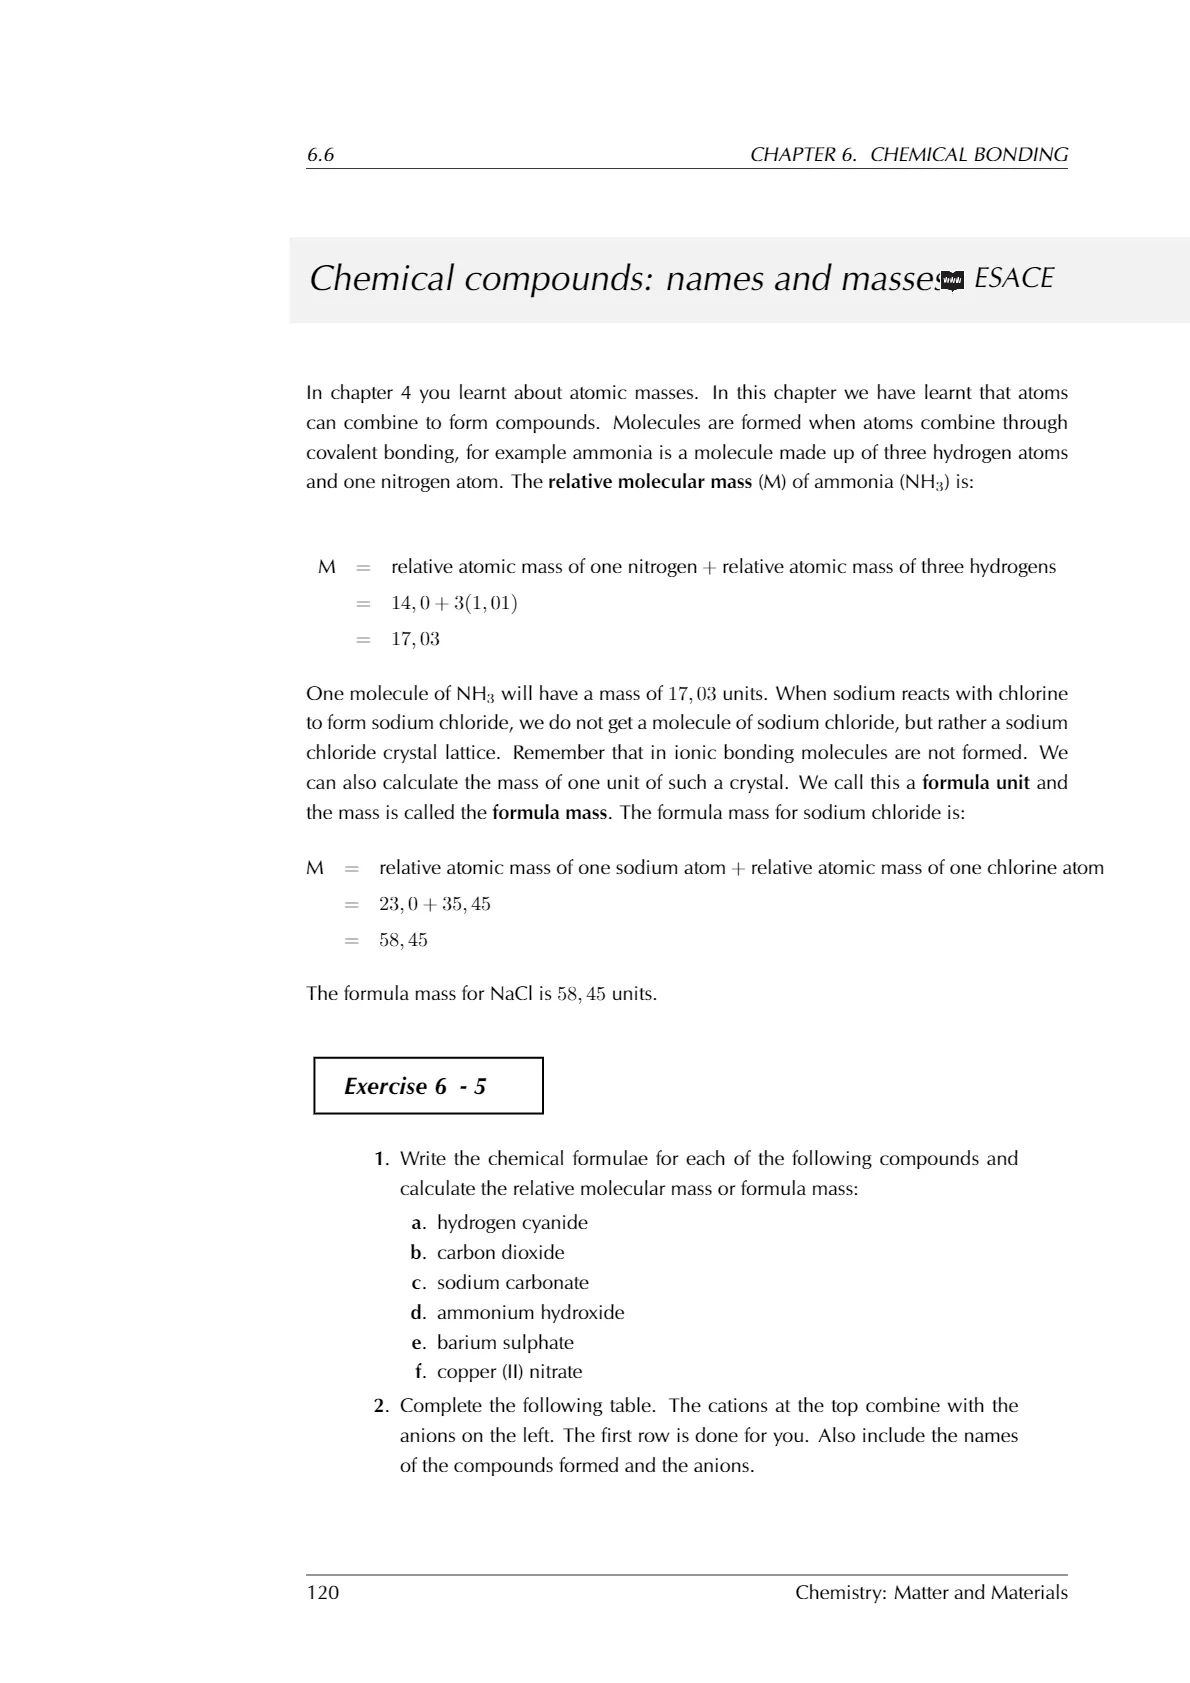 6.6 CHAPTER 6. CHEMICAL BONDING
Chemical compounds: names and masses www ESACE
In chapter 4 you learnt about atomic masses. In this chapter we have learnt that atoms
can combine to form compounds. Molecules are formed when atoms combine through
covalent bonding, for example ammonia is a molecule made up of three hydrogen atoms
and one nitrogen atom. The relative molecular mass (M) of ammonia (NH₃) is:
M = relative atomic mass of one nitrogen + relative atomic mass of three hydrogens
= 14, 0 + 3(1, 01)
= 17, 03
One molecule of NH₃ will have a mass of 17, 03 units. When sodium reacts with chlorine
to form sodium chloride, we do not get a molecule of sodium chloride, but rather a sodium
chloride crystal lattice. Remember that in ionic bonding molecules are not formed. We
can also calculate the mass of one unit of such a crystal. We call this a formula unit and
the mass is called the formula mass. The formula mass for sodium chloride is:
M = relative atomic mass of one sodium atom + relative atomic mass of one chlorine atom
= 23, 0 + 35, 45
= 58, 45
The formula mass for NaCl is 58, 45 units.
Exercise 6 - 5
1. Write the chemical formulae for each of the following compounds and
calculate the relative molecular mass or formula mass:
a. hydrogen cyanide
b. carbon dioxide
c. sodium carbonate
d. ammonium hydroxide
e. barium sulphate
f. copper (II) nitrate
2. Complete the following table. The cations at the top combine with the
anions on the left. The first row is done for you. Also include the names
of the compounds formed and the anions.
120 Chemistry: Matter and Materials